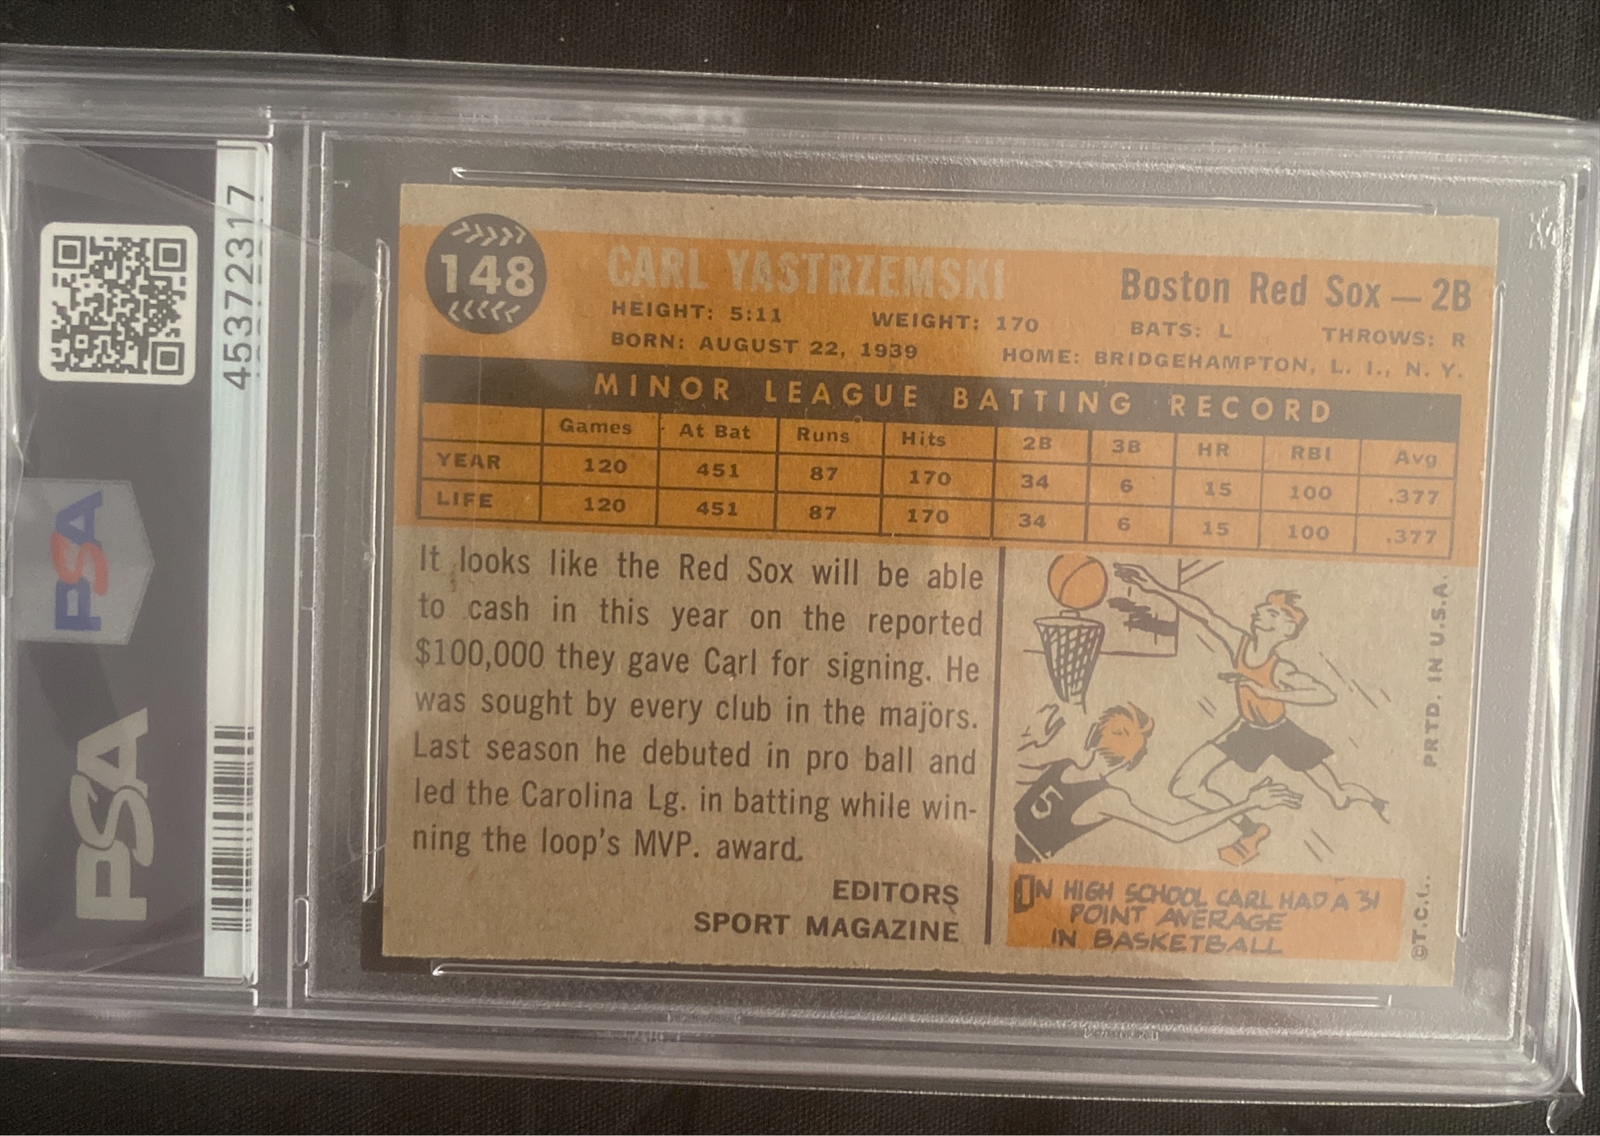 45372317
PSA
PSA
148
CARL YASTRZEMSKI
Boston Red Sox — 2B
HEIGHT: 5:11 WEIGHT: 170 BATS: L THROWS: R
BORN: AUGUST 22, 1939 HOME: BRIDGEHAMPTON, L. I., N. Y.
MINOR LEAGUE BATTING RECORD
Games At Bat Runs Hits 2B 3B HR RBI Avg
YEAR 120 451 87 170 34 6 15 100 .377
LIFE 120 451 87 170 34 6 15 100 .377
It looks like the Red Sox will be able
to cash in this year on the reported
$100,000 they gave Carl for signing. He
was sought by every club in the majors.
Last season he debuted in pro ball and
led the Carolina Lg. in batting while win-
ning the loop's MVP. award.
EDITORS
SPORT MAGAZINE
5
IN HIGH SCHOOL CARL HAD A 31
POINT AVERAGE
IN BASKETBALL
©T.C.G. PRTD. IN U.S.A.